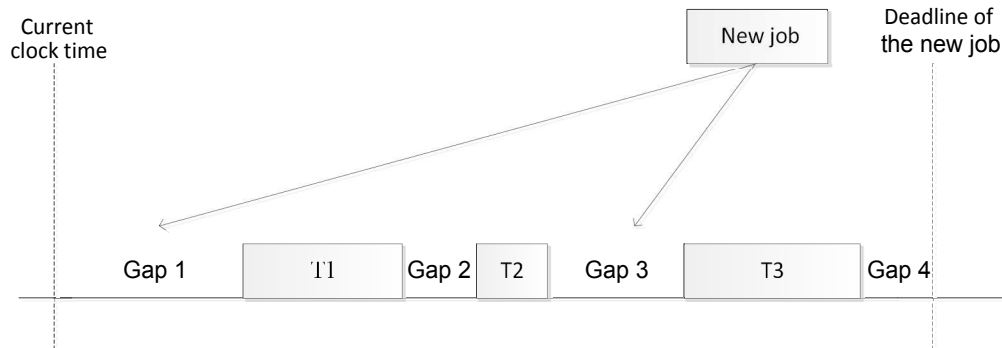 Current
clock time
New job
Deadline of
the new job
Gap 1
T1
Gap 2
T2
Gap 3
T3
Gap 4